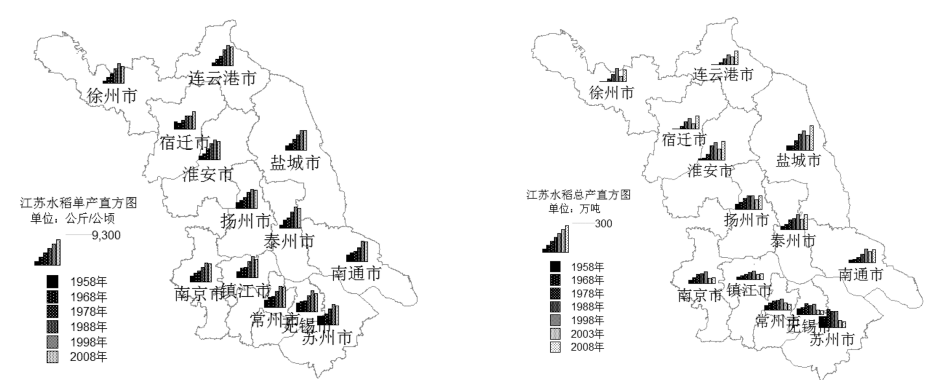 连云港市
徐州市
宿迁市
淮安市
盐城市
江苏水稻单产直方图
单位：公斤/公顷
9,300
扬州市
泰州市
南通市
南京市
镇江市
常州市
无锡市
苏州市
1958年
1968年
1978年
1988年
1998年
2008年
连云港市
徐州市
宿迁市
淮安市
盐城市
江苏水稻总产直方图
单位：万吨
300
扬州市
泰州市
南通市
南京市
镇江市
常州市
无锡市
苏州市
1958年
1968年
1978年
1988年
1998年
2003年
2008年